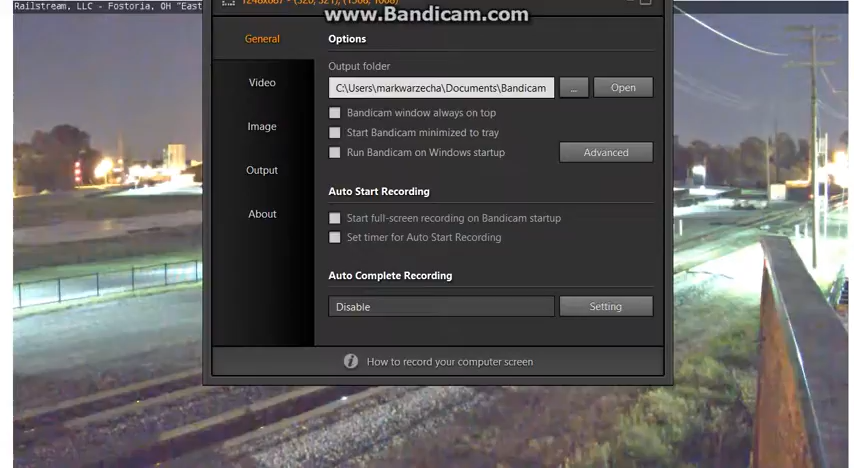 Railstream, LLC - Fostoria, OH "East
www.Bandicam.com
General
Video
Image
Output
About
Options
Output folder
C:\Users\markwarzecha\Documents\Bandicam
...
Open
Bandicam window always on top
Start Bandicam minimized to tray
Run Bandicam on Windows startup
Advanced
Auto Start Recording
Start full-screen recording on Bandicam startup
Set timer for Auto Start Recording
Auto Complete Recording
Disable
Setting
How to record your computer screen